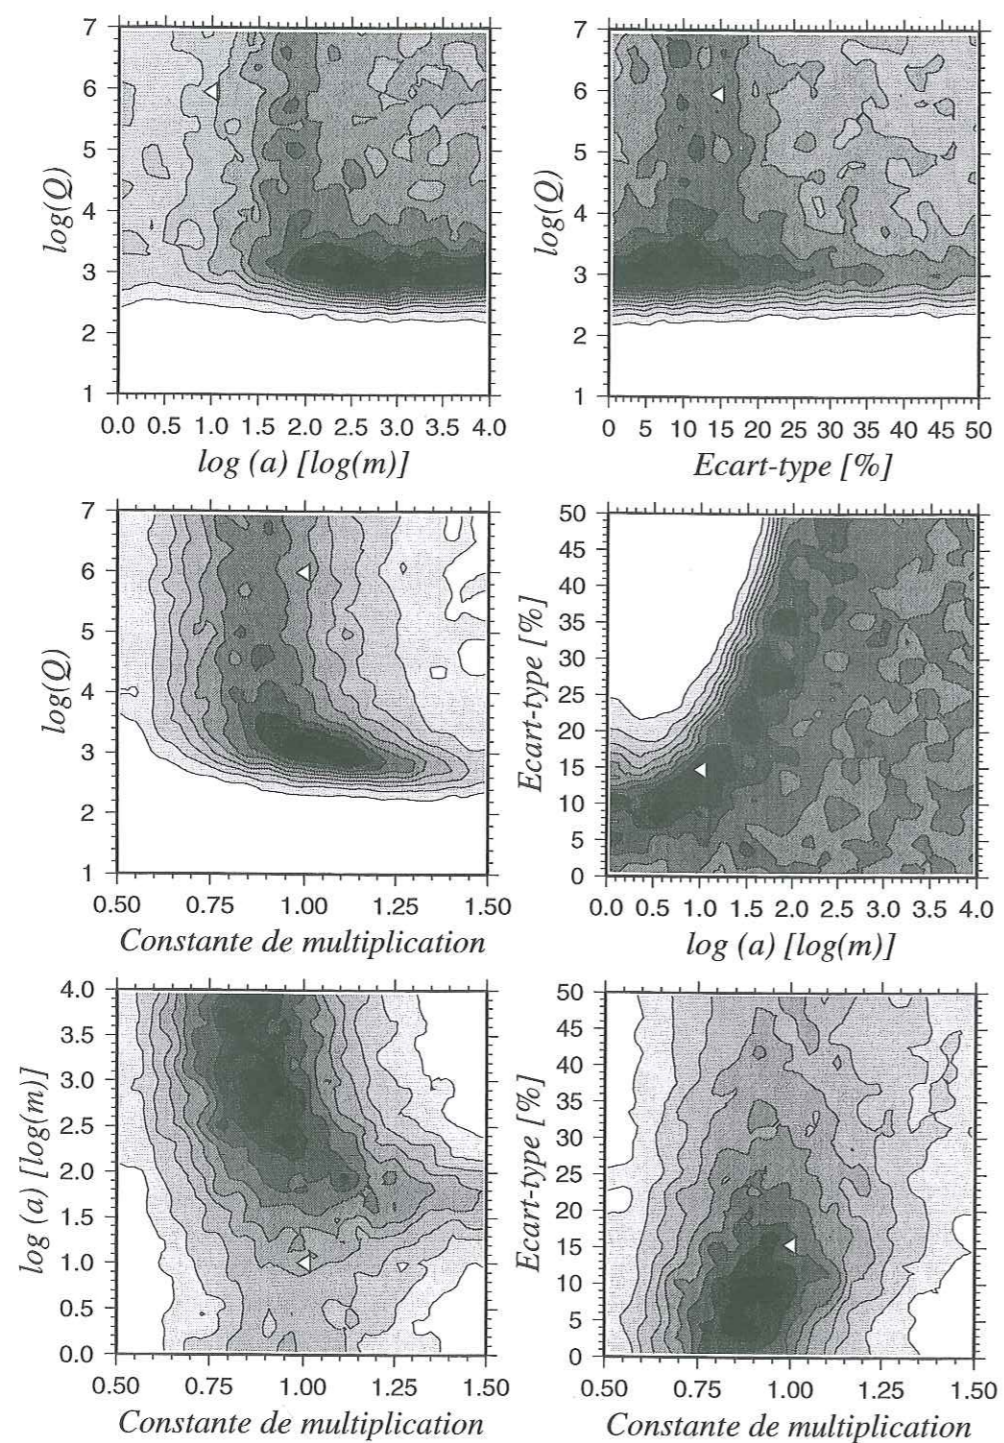 7
6
5
4
3
2
1
log(Q)
0.0 0.5 1.0 1.5 2.0 2.5 3.0 3.5 4.0
log (a) [log(m)]
7
6
5
4
3
2
1
log(Q)
0 5 10 15 20 25 30 35 40 45 50
Ecart-type [%]
7
6
5
4
3
2
1
log(Q)
0.50 0.75 1.00 1.25 1.50
Constante de multiplication
50
45
40
35
30
25
20
15
10
5
0
Ecart-type [%]
0.0 0.5 1.0 1.5 2.0 2.5 3.0 3.5 4.0
log (a) [log(m)]
4.0
3.5
3.0
2.5
2.0
1.5
1.0
0.5
0.0
log (a) [log(m)]
0.50 0.75 1.00 1.25 1.50
Constante de multiplication
50
45
40
35
30
25
20
15
10
5
0
Ecart-type [%]
0.50 0.75 1.00 1.25 1.50
Constante de multiplication